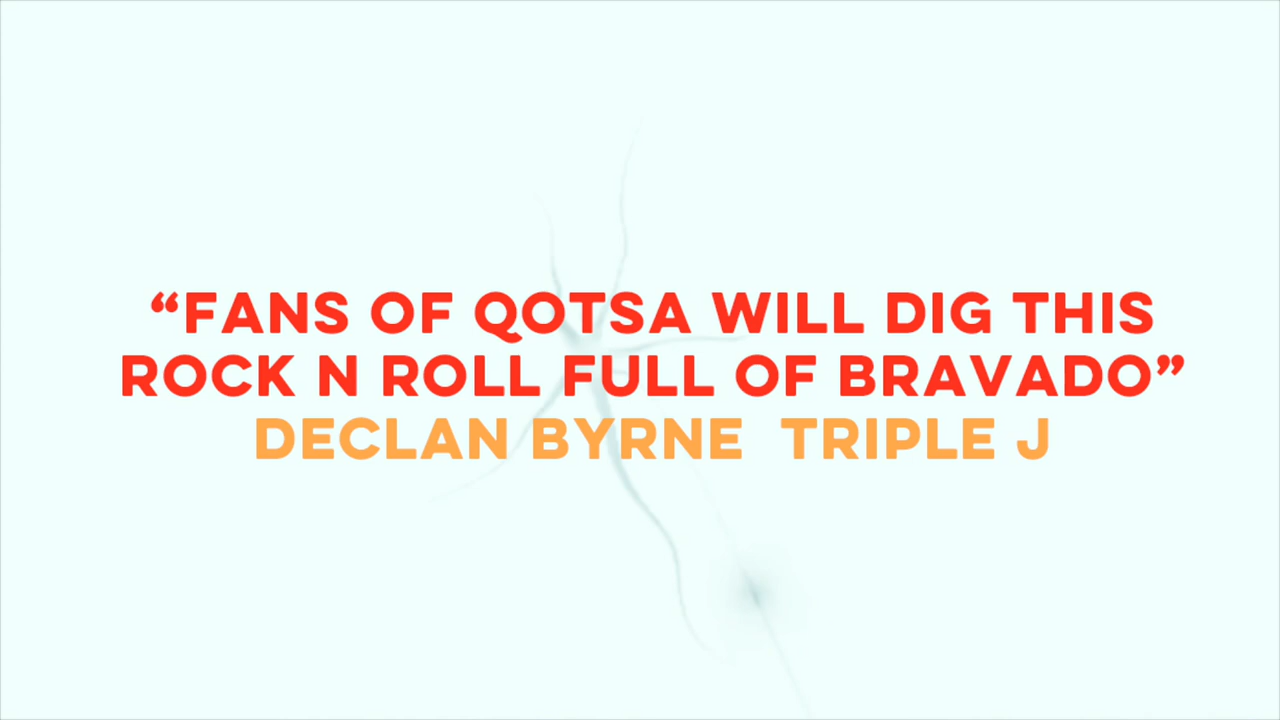 “FANS OF QOTSA WILL DIG THIS
ROCK N ROLL FULL OF BRAVADO”
DECLAN BYRNE  TRIPLE J